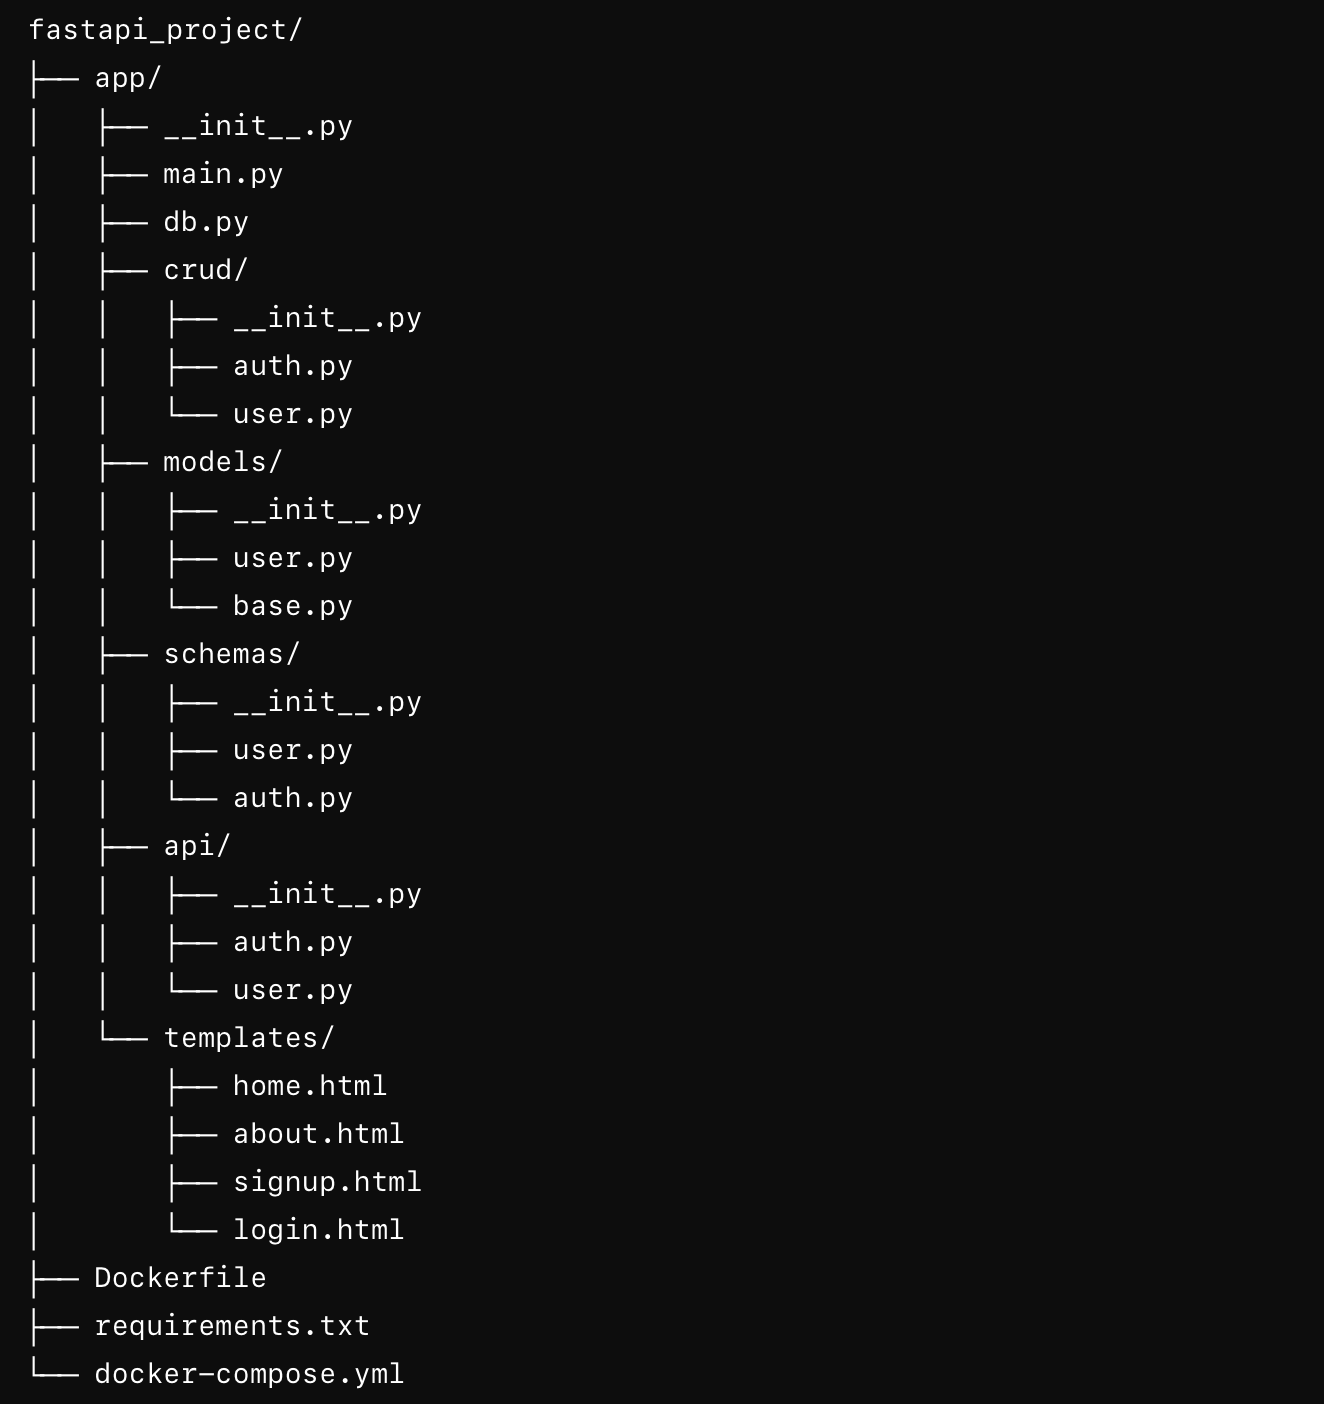 fastapi_project/
├── app/
│   ├── __init__.py
│   ├── main.py
│   ├── db.py
│   ├── crud/
│   │   ├── __init__.py
│   │   ├── auth.py
│   │   └── user.py
│   ├── models/
│   │   ├── __init__.py
│   │   ├── user.py
│   │   └── base.py
│   ├── schemas/
│   │   ├── __init__.py
│   │   ├── user.py
│   │   └── auth.py
│   ├── api/
│   │   ├── __init__.py
│   │   ├── auth.py
│   │   └── user.py
│   └── templates/
│       ├── home.html
│       ├── about.html
│       ├── signup.html
│       └── login.html
├── Dockerfile
├── requirements.txt
└── docker-compose.yml